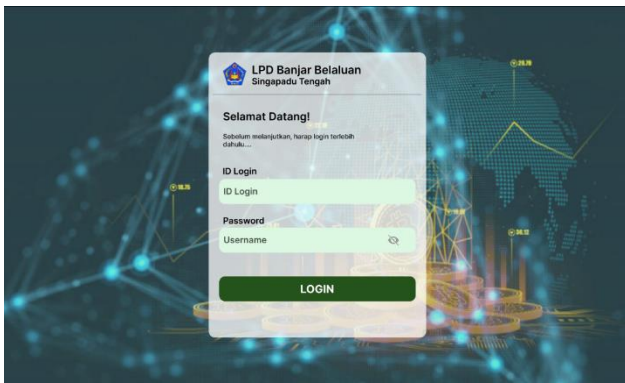 LPD Banjar Belaluan
Singapadu Tengah
Selamat Datang!
Sebelum melanjutkan, harap login terlebih
dahulu....
ID Login
ID Login
Password
Username
LOGIN